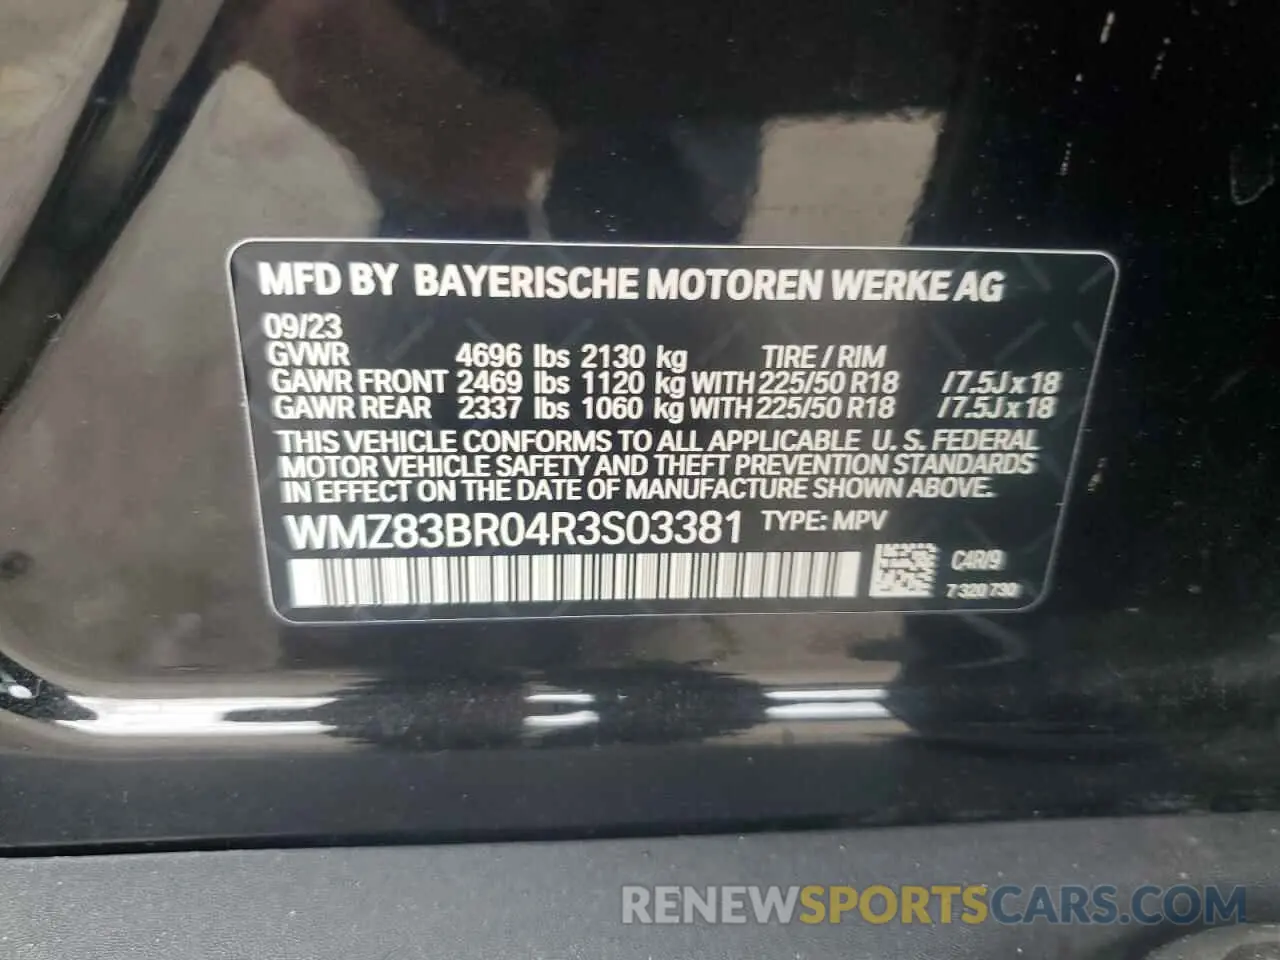 MFD BY BAYERISCHE MOTOREN WERKE AG
09/23
GVWR 4696 lbs 2130 kg TIRE / RIM
GAWR FRONT 2469 lbs 1120 kg WITH 225/50 R18 / 7.5J x 18
GAWR REAR 2337 lbs 1060 kg WITH 225/50 R18 / 7.5J x 18
THIS VEHICLE CONFORMS TO ALL APPLICABLE U. S. FEDERAL
MOTOR VEHICLE SAFETY AND THEFT PREVENTION STANDARDS
IN EFFECT ON THE DATE OF MANUFACTURE SHOWN ABOVE.
WMZ83BR04R3S03381 TYPE: MPV
C4R/9
7 320 730
RENEWSPORTSCARS.COM